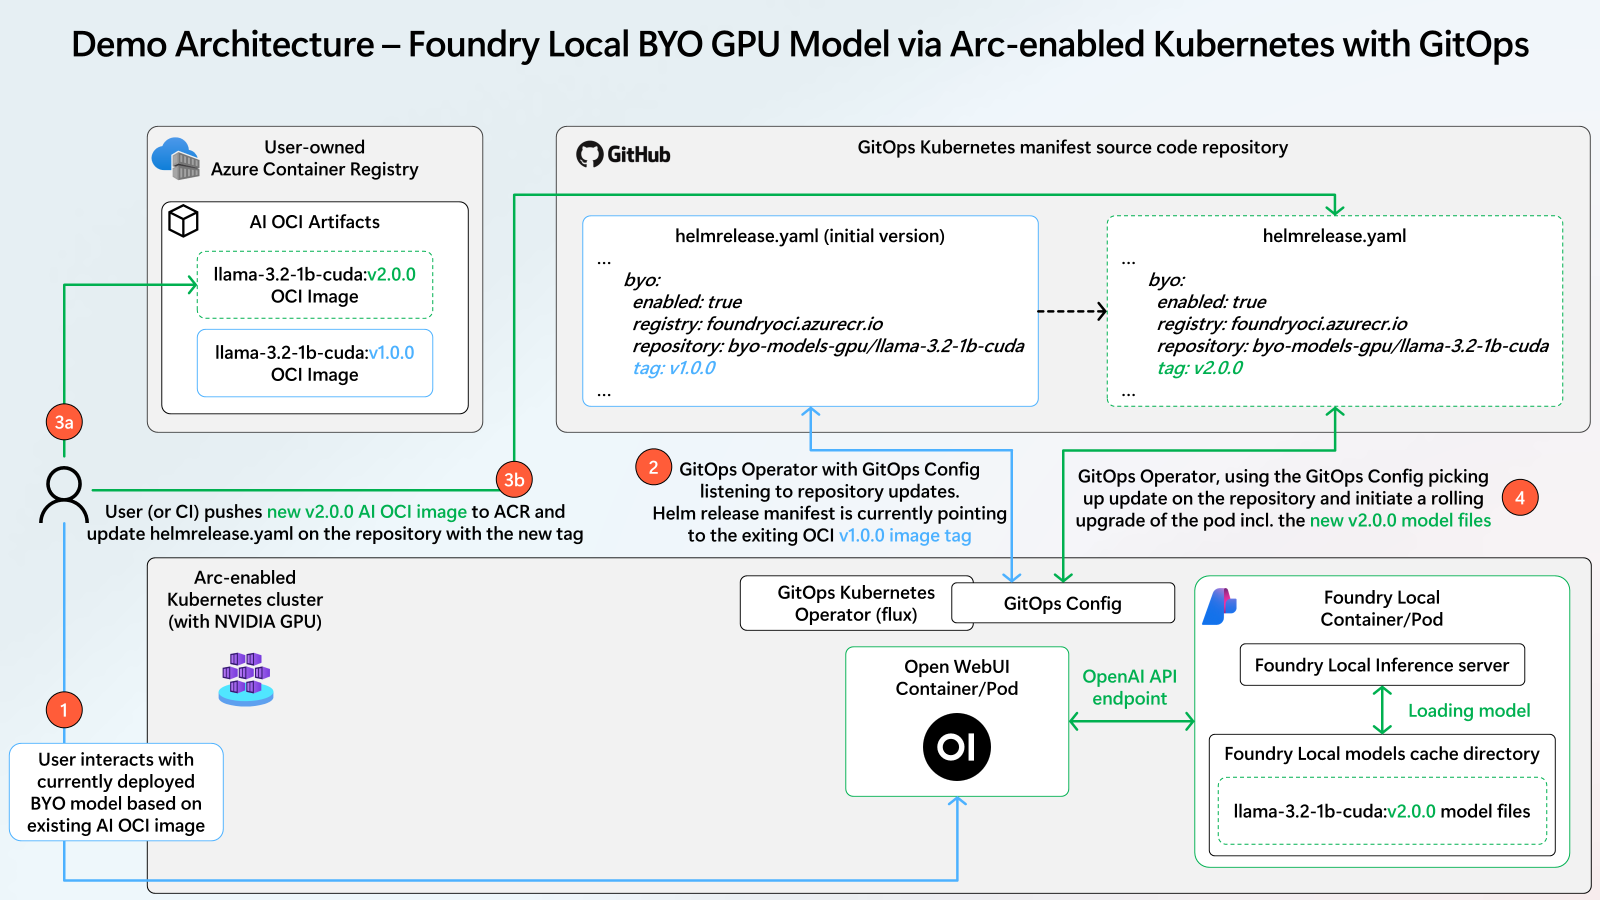 Demo Architecture – Foundry Local BYO GPU Model via Arc-enabled Kubernetes with GitOps
User-owned
Azure Container Registry
AI OCI Artifacts
llama-3.2-1b-cuda:v2.0.0
OCI Image
llama-3.2-1b-cuda:v1.0.0
OCI Image
GitHub
GitOps Kubernetes manifest source code repository
helmrelease.yaml (initial version)
...
byo:
enabled: true
registry: foundryoci.azurecr.io
repository: byo-models-gpu/llama-3.2-1b-cuda
tag: v1.0.0
...
helmrelease.yaml
...
byo:
enabled: true
registry: foundryoci.azurecr.io
repository: byo-models-gpu/llama-3.2-1b-cuda
tag: v2.0.0
...
3a
3b
User (or CI) pushes new v2.0.0 AI OCI image to ACR and
update helmrelease.yaml on the repository with the new tag
2
GitOps Operator with GitOps Config
listening to repository updates.
Helm release manifest is currently pointing
to the exiting OCI v1.0.0 image tag
GitOps Operator, using the GitOps Config picking
up update on the repository and initiate a rolling
upgrade of the pod incl. the new v2.0.0 model files
4
Arc-enabled
Kubernetes cluster
(with NVIDIA GPU)
GitOps Kubernetes
Operator (flux)
GitOps Config
1
User interacts with
currently deployed
BYO model based on
existing AI OCI image
Open WebUI
Container/Pod
OI
OpenAI API
endpoint
Foundry Local
Container/Pod
Foundry Local Inference server
Loading model
Foundry Local models cache directory
llama-3.2-1b-cuda:v2.0.0 model files